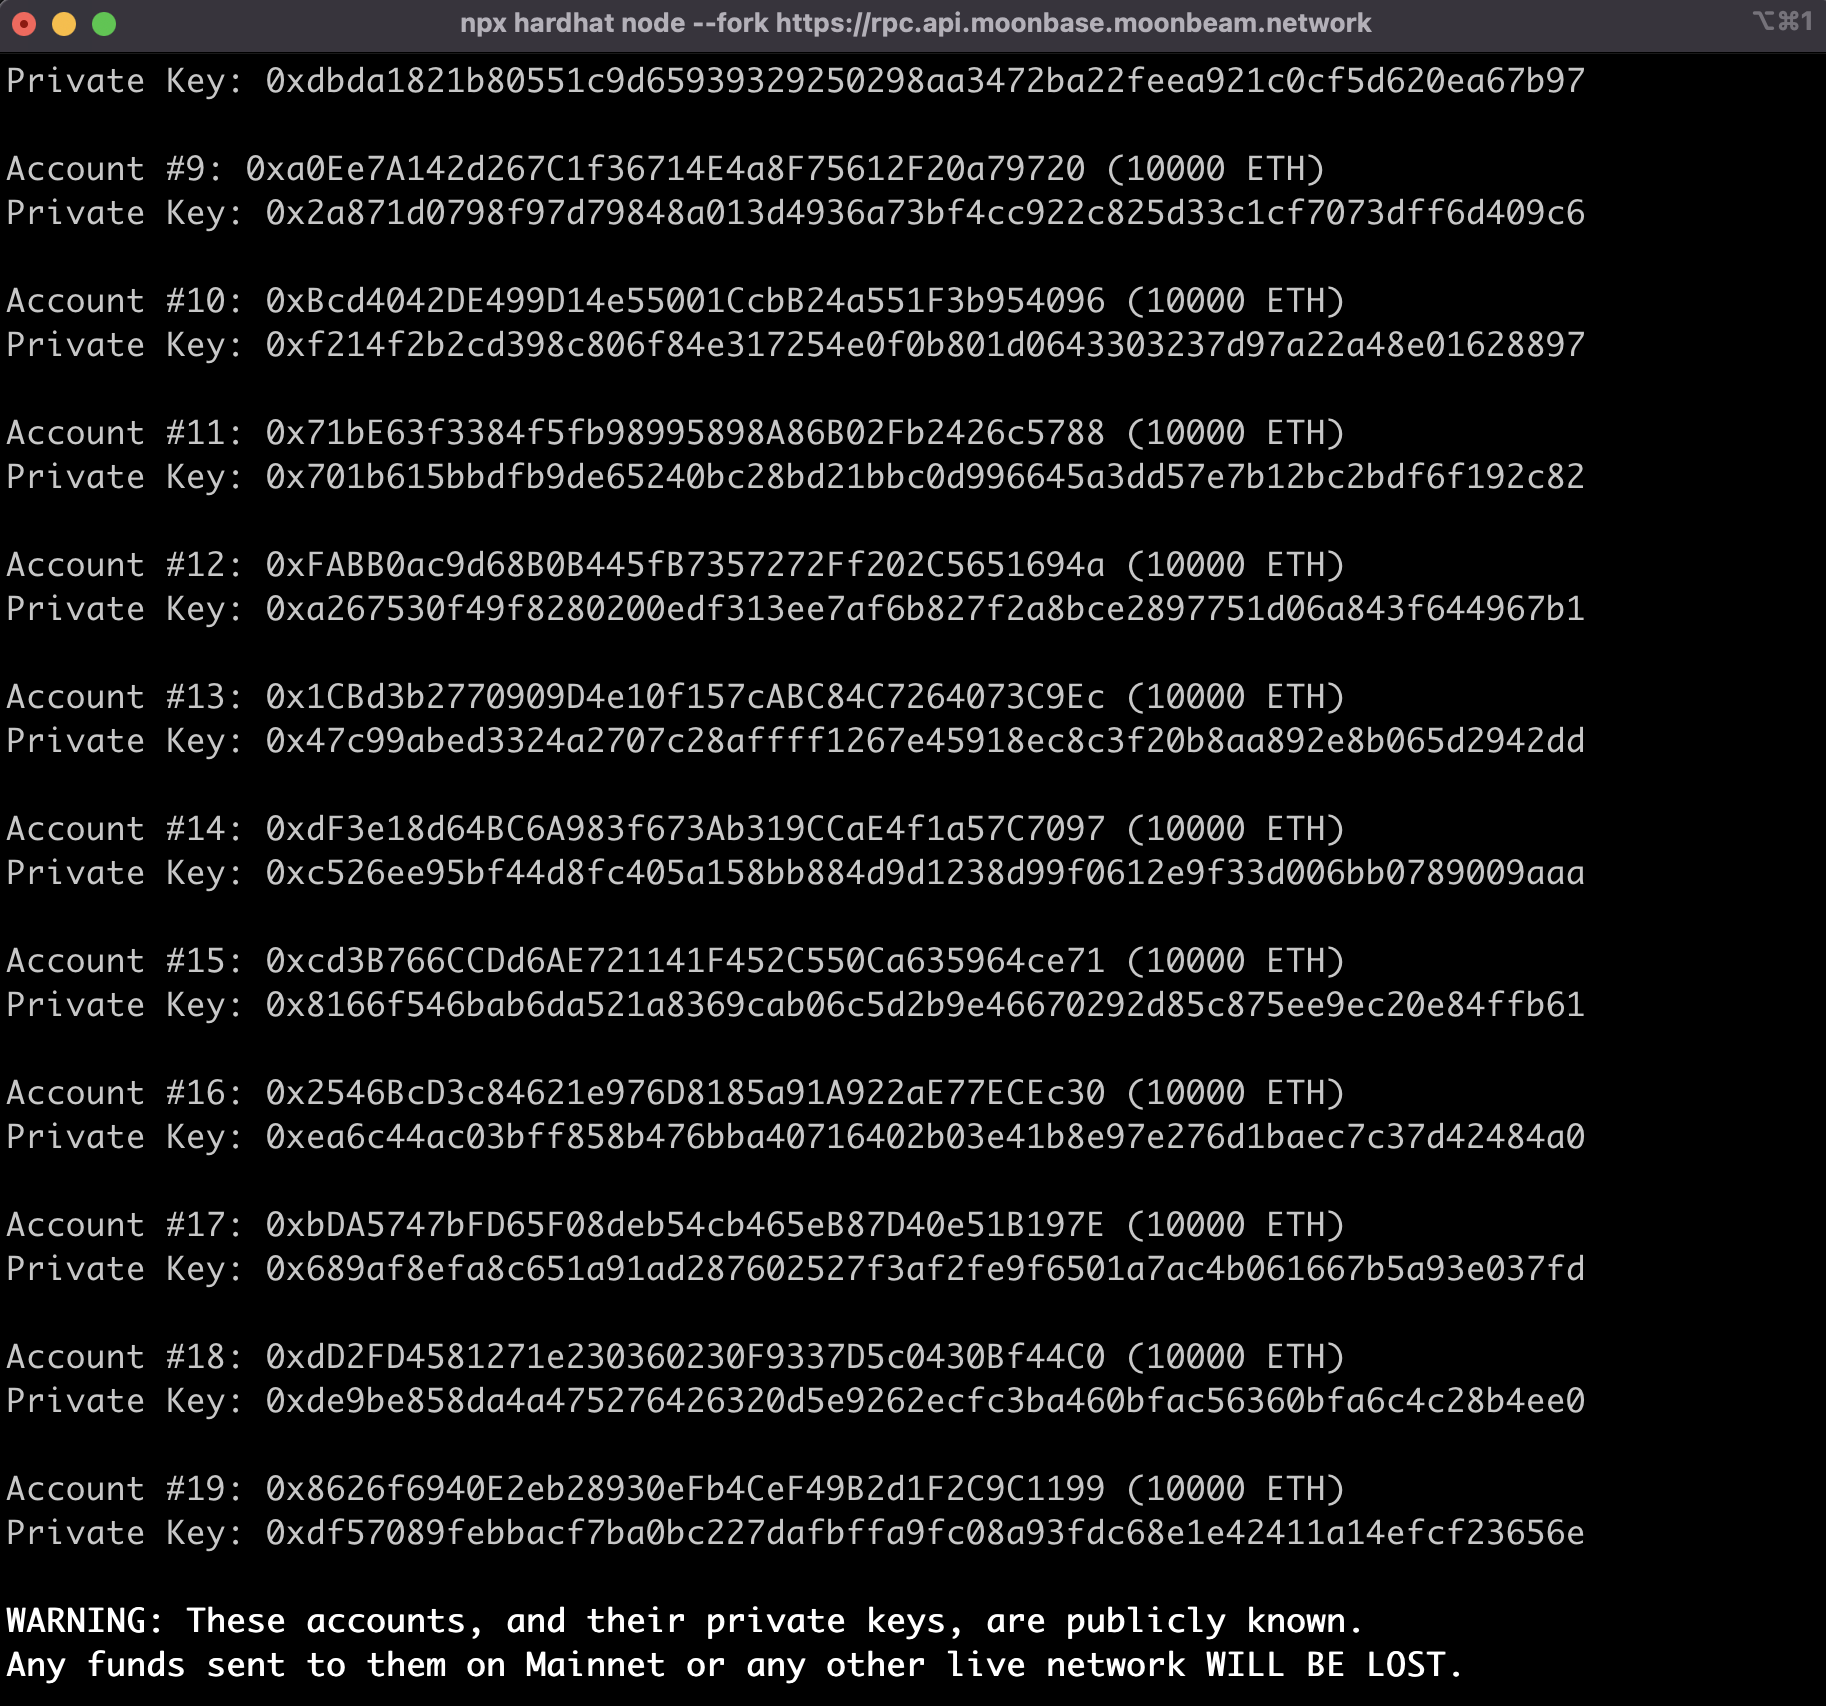 npx hardhat node --fork https://rpc.api.moonbase.moonbeam.network ⌥⌘1
Private Key: 0xdbda1821b80551c9d65939329250298aa3472ba22feea921c0cf5d620ea67b97
Account #9: 0xa0Ee7A142d267C1f36714E4a8F75612F20a79720 (10000 ETH)
Private Key: 0x2a871d0798f97d79848a013d4936a73bf4cc922c825d33c1cf7073dff6d409c6
Account #10: 0xBcd4042DE499D14e55001CcbB24a551F3b954096 (10000 ETH)
Private Key: 0xf214f2b2cd398c806f84e317254e0f0b801d0643303237d97a22a48e01628897
Account #11: 0x71bE63f3384f5fb98995898A86B02Fb2426c5788 (10000 ETH)
Private Key: 0x701b615bbdfb9de65240bc28bd21bbc0d996645a3dd57e7b12bc2bdf6f192c82
Account #12: 0xFABB0ac9d68B0B445fB7357272Ff202C5651694a (10000 ETH)
Private Key: 0xa267530f49f8280200edf313ee7af6b827f2a8bce2897751d06a843f644967b1
Account #13: 0x1CBd3b2770909D4e10f157cABC84C7264073C9Ec (10000 ETH)
Private Key: 0x47c99abed3324a2707c28affff1267e45918ec8c3f20b8aa892e8b065d2942dd
Account #14: 0xdF3e18d64BC6A983f673Ab319CCaE4f1a57C7097 (10000 ETH)
Private Key: 0xc526ee95bf44d8fc405a158bb884d9d1238d99f0612e9f33d006bb0789009aaa
Account #15: 0xcd3B766CCDd6AE721141F452C550Ca635964ce71 (10000 ETH)
Private Key: 0x8166f546bab6da521a8369cab06c5d2b9e46670292d85c875ee9ec20e84ffb61
Account #16: 0x2546BcD3c84621e976D8185a91A922aE77ECEc30 (10000 ETH)
Private Key: 0xea6c44ac03bff858b476bba40716402b03e41b8e97e276d1baec7c37d42484a0
Account #17: 0xbDA5747bFD65F08deb54cb465eB87D40e51B197E (10000 ETH)
Private Key: 0x689af8efa8c651a91ad287602527f3af2fe9f6501a7ac4b061667b5a93e037fd
Account #18: 0xdD2FD4581271e230360230F9337D5c0430Bf44C0 (10000 ETH)
Private Key: 0xde9be858da4a475276426320d5e9262ecfc3ba460bfac56360bfa6c4c28b4ee0
Account #19: 0x8626f6940E2eb28930eFb4CeF49B2d1F2C9C1199 (10000 ETH)
Private Key: 0xdf57089febbacf7ba0bc227dafbffa9fc08a93fdc68e1e42411a14efcf23656e
WARNING: These accounts, and their private keys, are publicly known.
Any funds sent to them on Mainnet or any other live network WILL BE LOST.